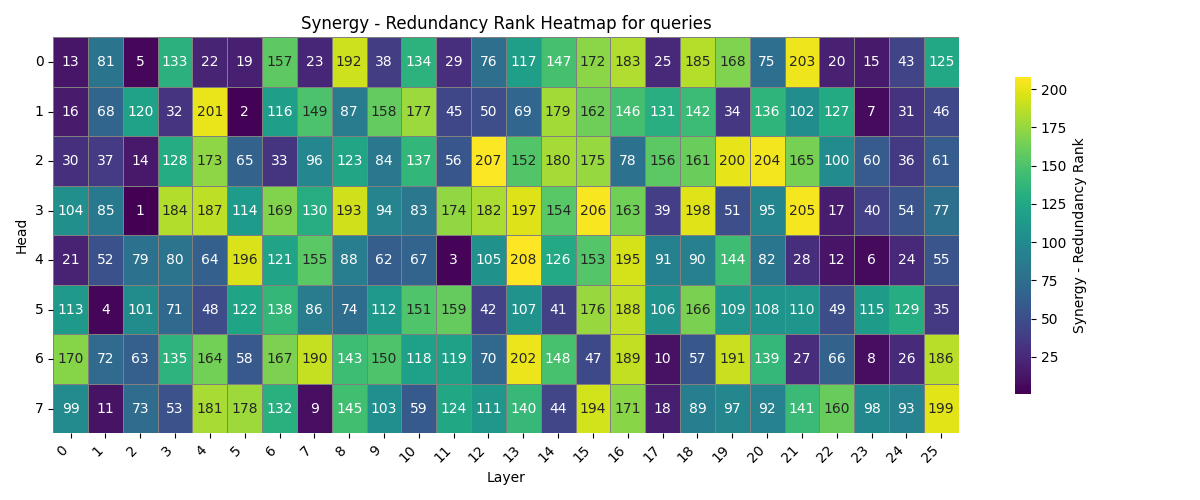 Synergy - Redundancy Rank Heatmap for queries
0 13 81 5 133 22 19 157 23 192 38 134 29 76 117 147 172 183 25 185 168 75 203 20 15 43 125
1 16 68 120 32 201 2 116 149 87 158 177 45 50 69 179 162 146 131 142 34 136 102 127 7 31 46
2 30 37 14 128 173 65 33 96 123 84 137 56 207 152 180 175 78 156 161 200 204 165 100 60 36 61
3 104 85 1 184 187 114 169 130 193 94 83 174 182 197 154 206 163 39 198 51 95 205 17 40 54 77
4 21 52 79 80 64 196 121 155 88 62 67 3 105 208 126 153 195 91 90 144 82 28 12 6 24 55
5 113 4 101 71 48 122 138 86 74 112 151 159 42 107 41 176 188 106 166 109 108 110 49 115 129 35
6 170 72 63 135 164 58 167 190 143 150 118 119 70 202 148 47 189 10 57 191 139 27 66 8 26 186
7 99 11 73 53 181 178 132 9 145 103 59 124 111 140 44 194 171 18 89 97 92 141 160 98 93 199
0 1 2 3 4 5 6 7 8 9 10 11 12 13 14 15 16 17 18 19 20 21 22 23 24 25
Layer
Head
200
175
150
125
100
75
50
25
Synergy - Redundancy Rank